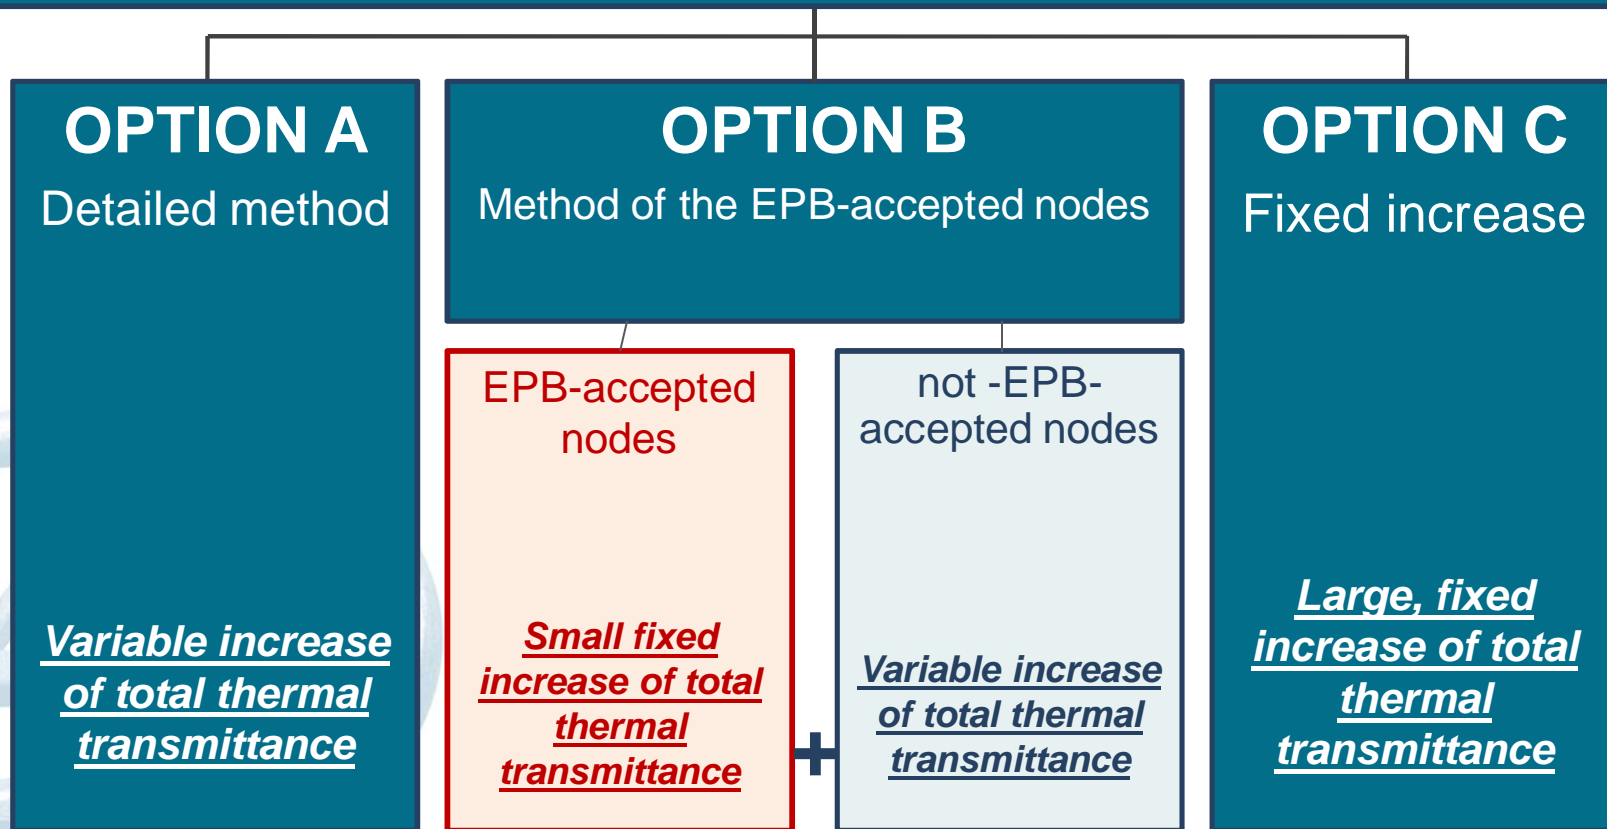 OPTION A
Detailed method
Variable increase
of total thermal
transmittance
OPTION B
Method of the EPB-accepted nodes
EPB-accepted
nodes
Small fixed
increase of total
thermal
transmittance
+
not -EPB-
accepted nodes
Variable increase
of total thermal
transmittance
OPTION C
Fixed increase
Large, fixed
increase of total
thermal
transmittance